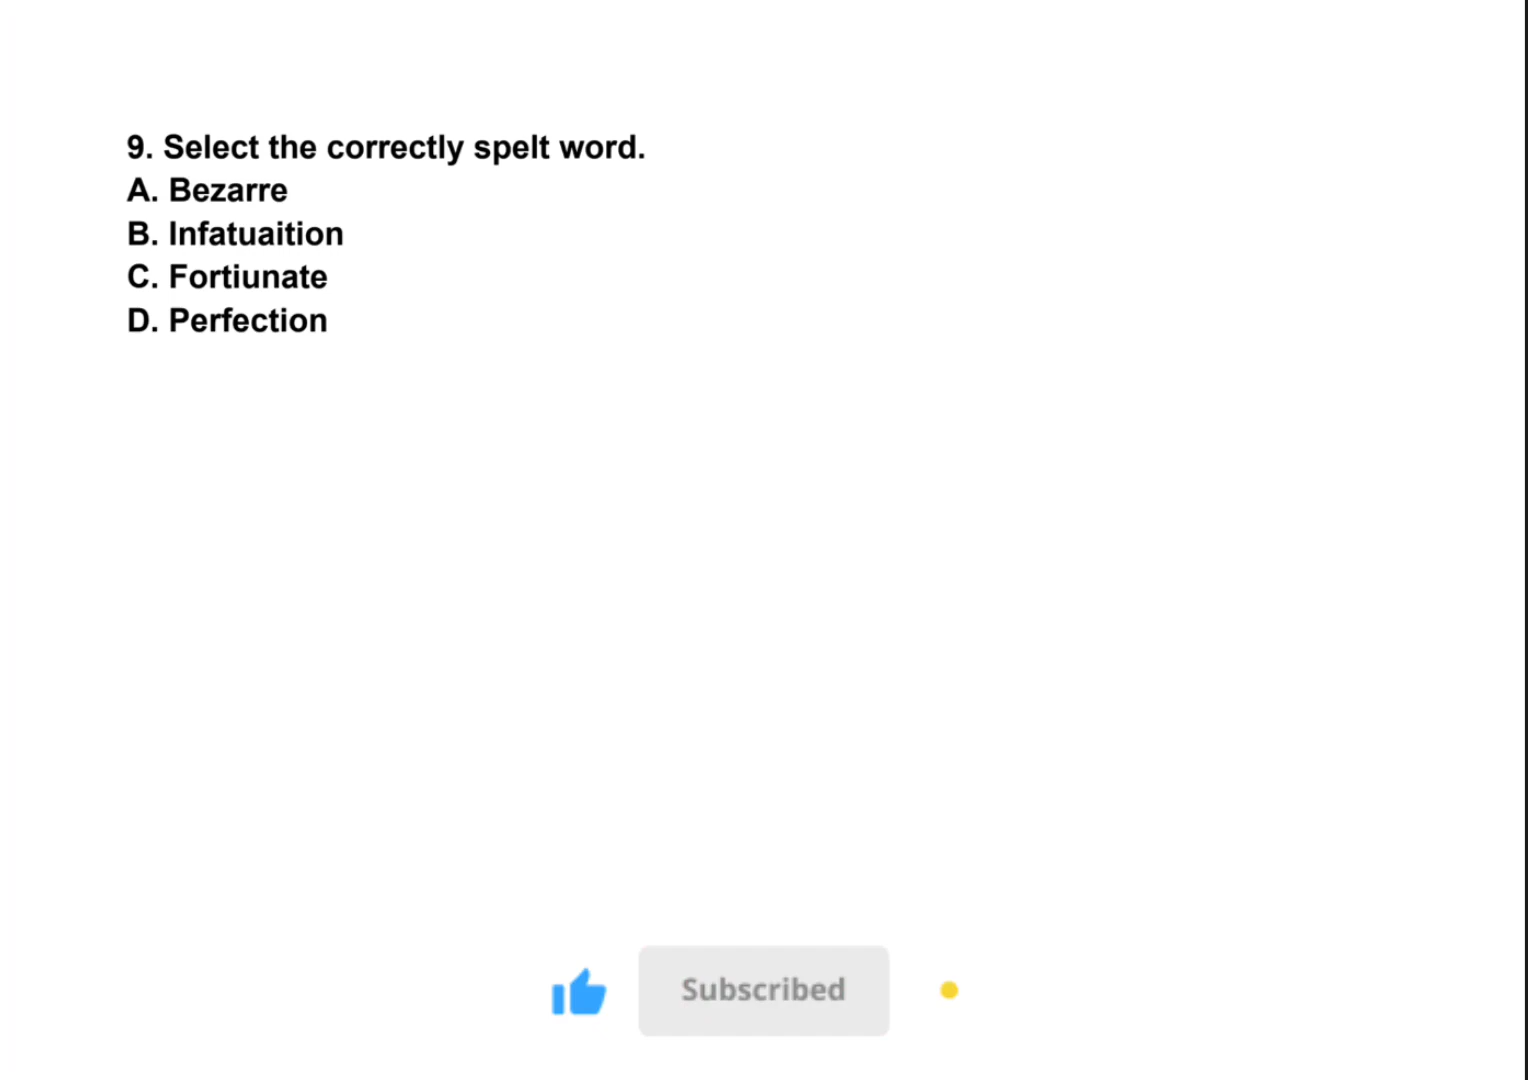 9. Select the correctly spelt word.
A. Bezarre
B. Infatuaition
C. Fortiunate
D. Perfection
Subscribed